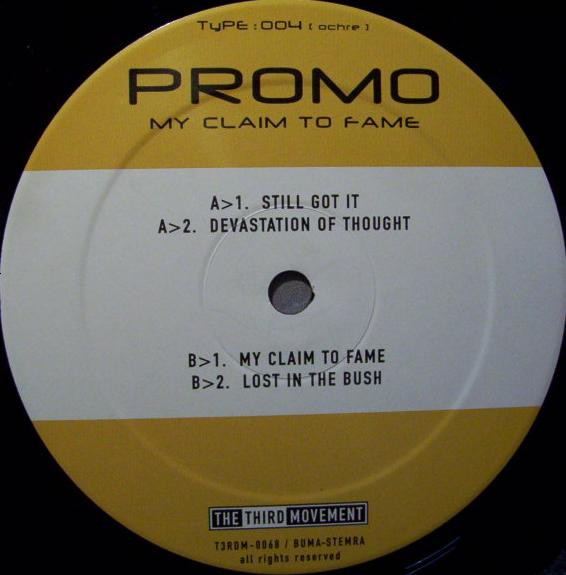 TyPE:004 [ ochre ]
PROMO
MY CLAIM TO FAME
A>1. STILL GOT IT
A>2. DEVASTATION OF THOUGHT
B>1. MY CLAIM TO FAME
B>2. LOST IN THE BUSH
THE THIRD MOVEMENT
T3RDM-0068 / BUMA-STEMRA
all rights reserved